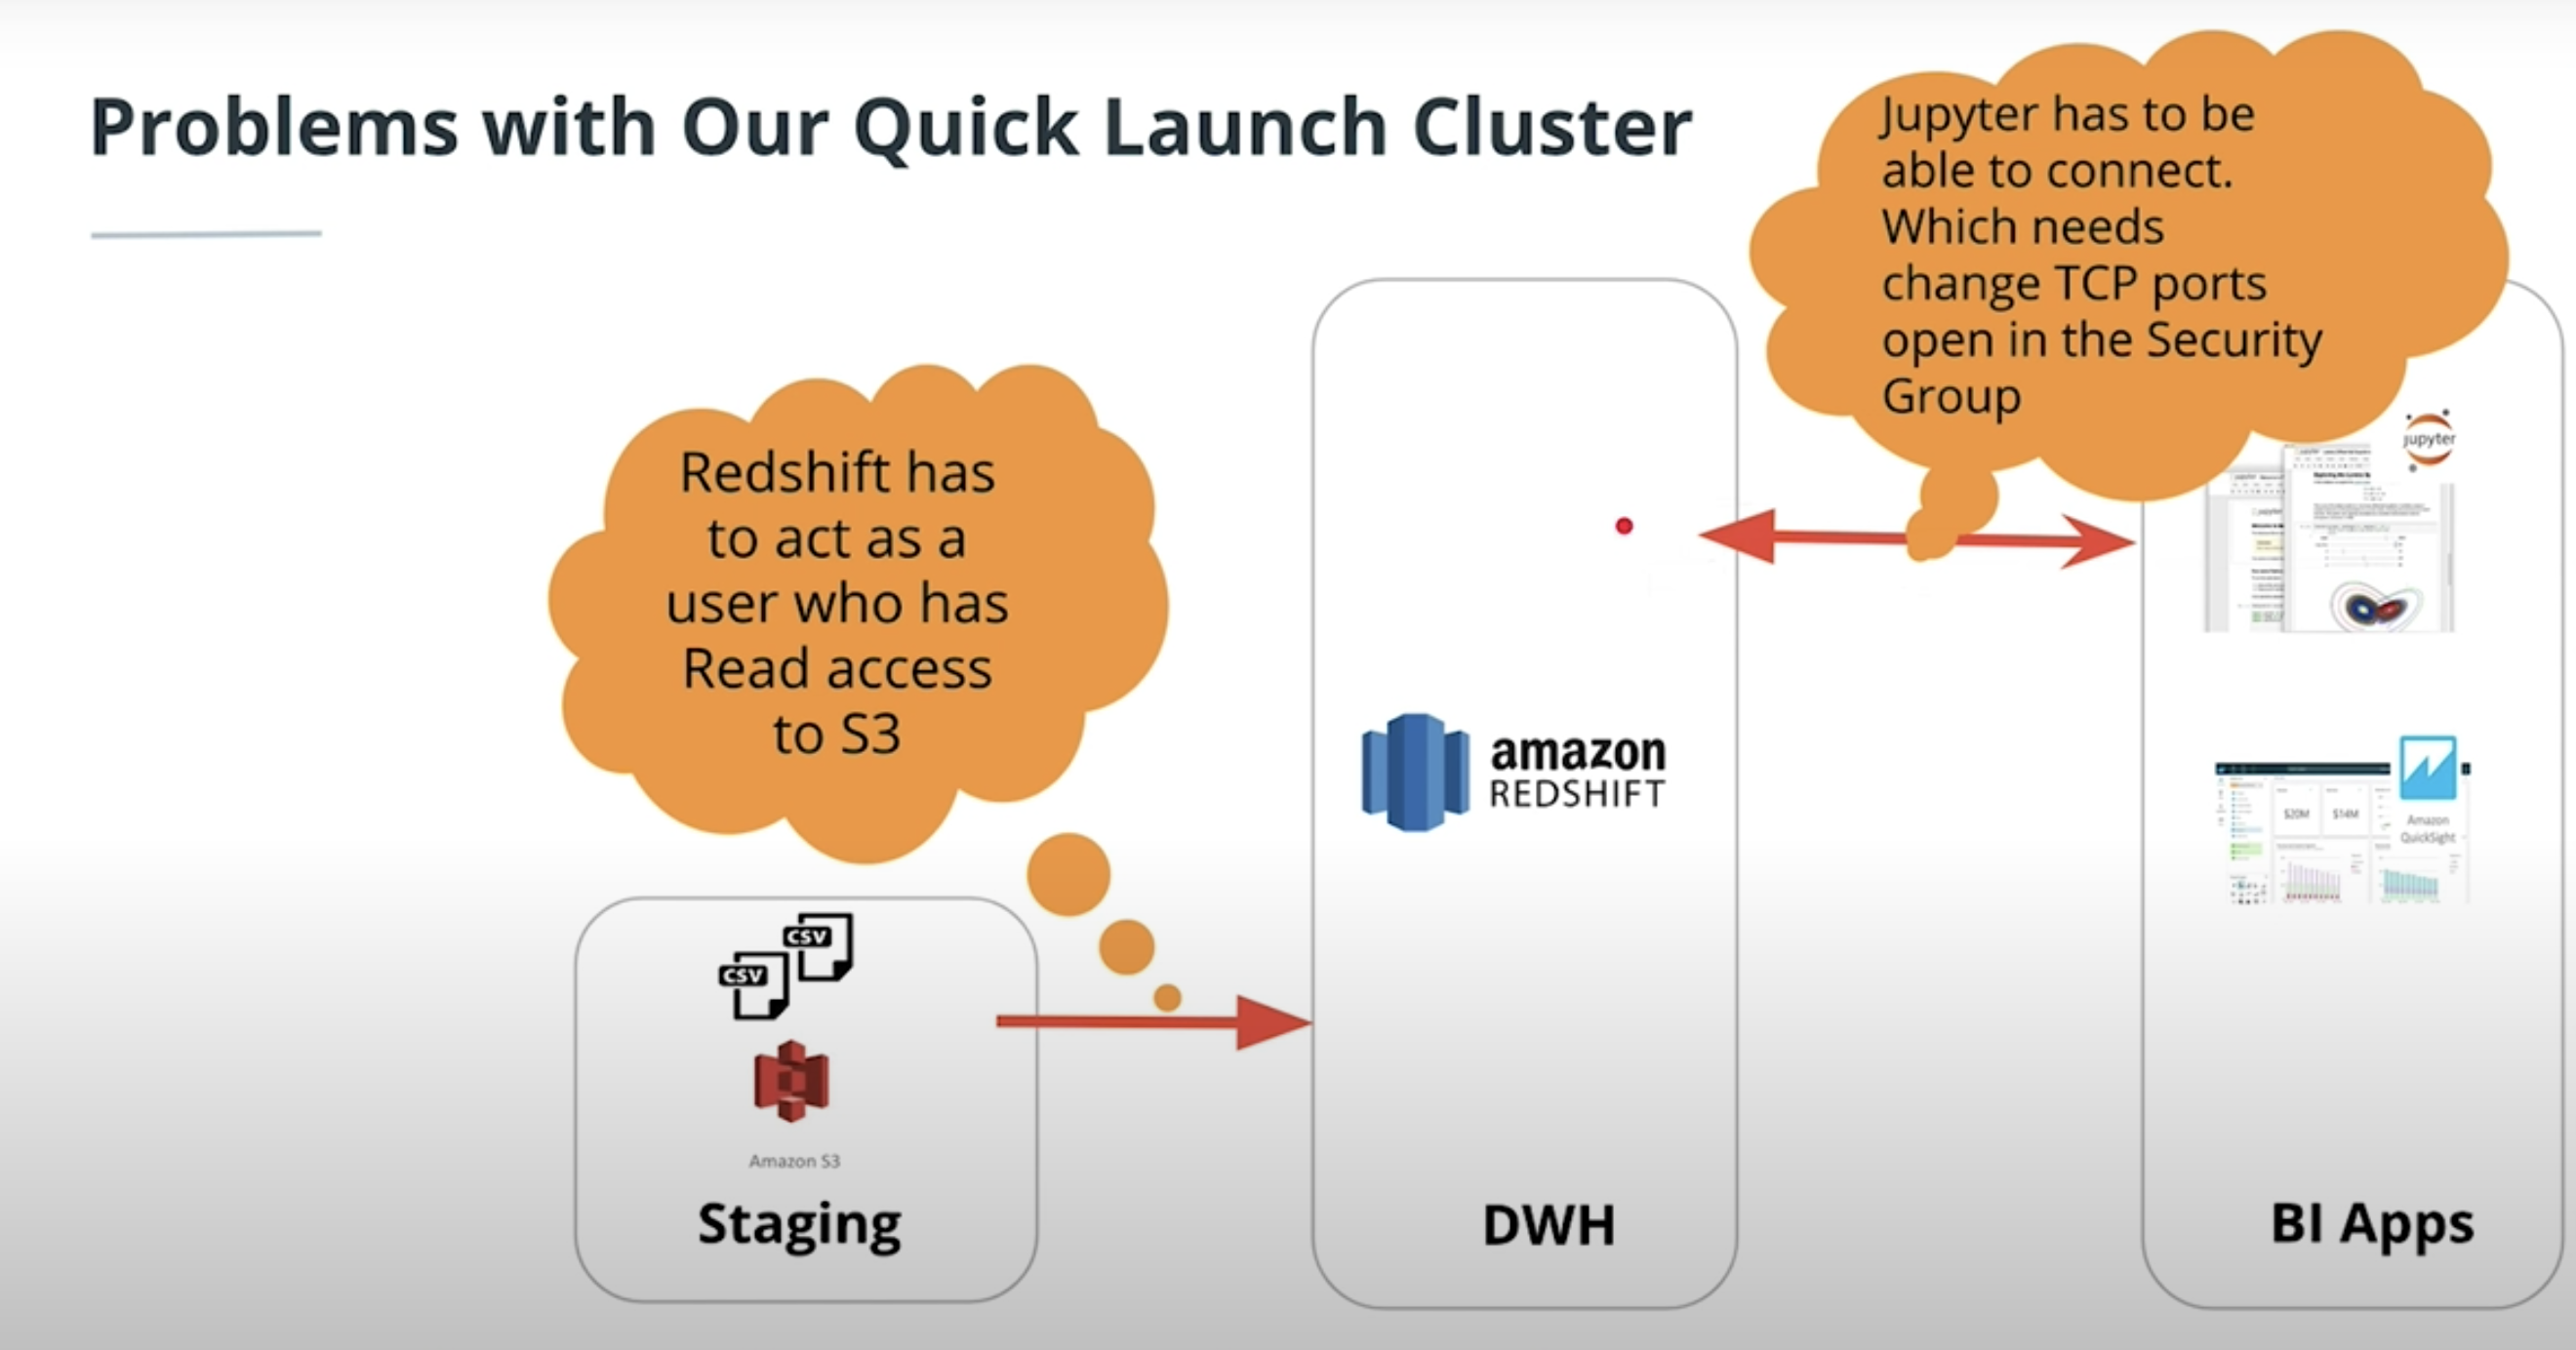 Problems with Our Quick Launch Cluster
Jupyter has to be
able to connect.
Which needs
change TCP ports
open in the Security
Group
Redshift has
to act as a
user who has
Read access
to S3
jupyter
amazon
REDSHIFT
$20M
$14M
Amazon
QuickSight
CSV
CSV
Amazon S3
Staging
DWH
BI Apps